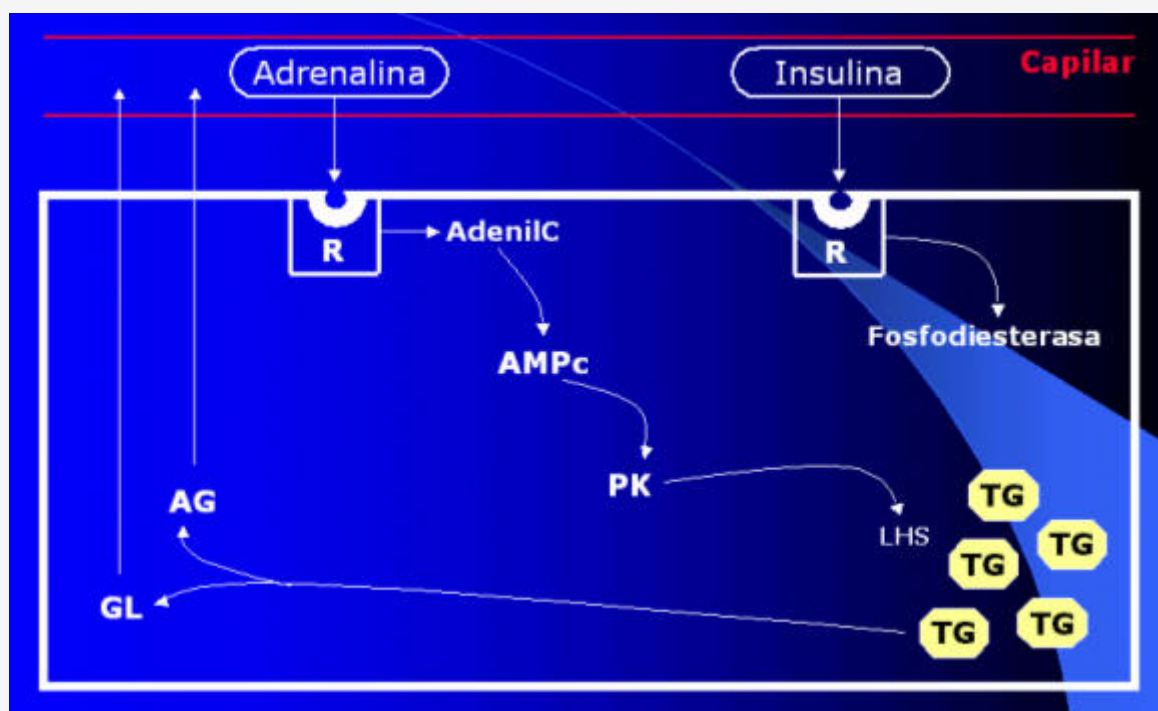 Capilar
Adrenalina
Insulina
R
AdenilC
R
Fosfodiesterasa
AMPc
PK
AG
LHS
TG
TG
TG
GL
TG
TG